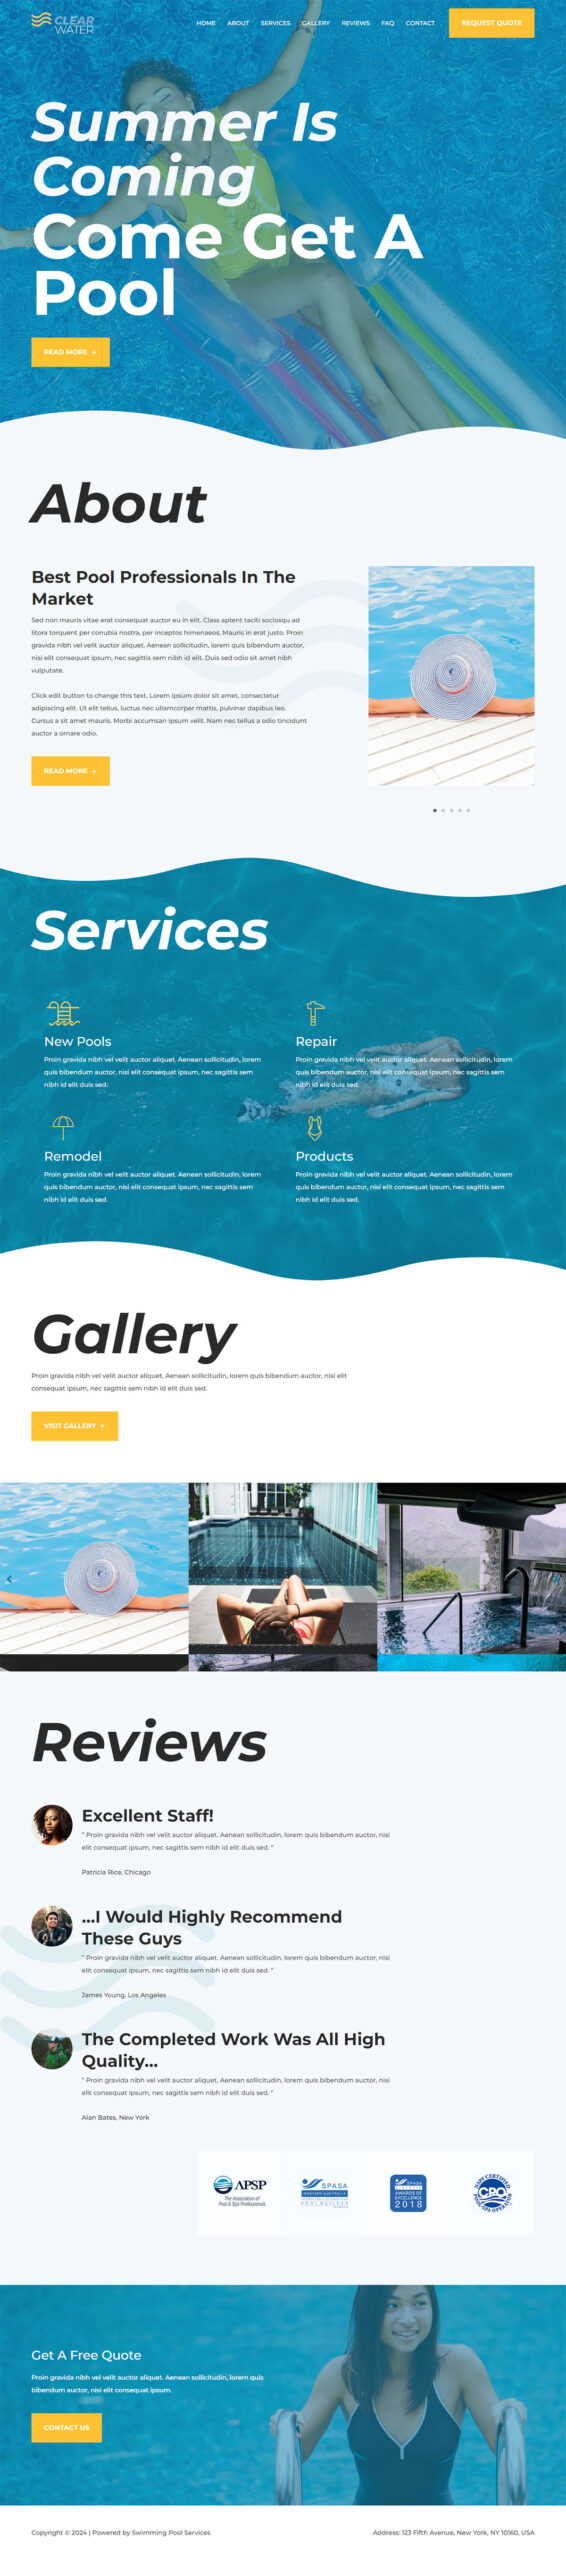 CLEAR
WATER
HOME ABOUT SERVICES GALLERY REVIEWS FAQ CONTACT REQUEST QUOTE
Summer Is
Coming
Come Get A
Pool
READ MORE +
About
Best Pool Professionals In The
Market
Sed non mauris vitae erat consequat auctor eu in elit. Class aptent taciti sociosqu ad
litora torquent per conubia nostra, per inceptos himenaeos. Mauris in erat justo. Proin
gravida nibh vel velit auctor aliquet. Aenean sollicitudin, lorem quis bibendum auctor,
nisi elit consequat ipsum, nec sagittis sem nibh id elit. Duis sed odio sit amet nibh
vulputate.
Click edit button to change this text. Lorem ipsum dolor sit amet, consectetur
adipiscing elit. Ut elit tellus, luctus nec ullamcorper mattis, pulvinar dapibus leo.
Cursus a sit amet mauris. Morbi accumsan ipsum velit. Nam nec tellus a odio tincidunt
auctor a ornare odio.
READ MORE +
Services
New Pools
Proin gravida nibh vel velit auctor aliquet. Aenean sollicitudin, lorem
quis bibendum auctor, nisi elit consequat ipsum, nec sagittis sem
nibh id elit duis sed.
Repair
Proin gravida nibh vel velit auctor aliquet. Aenean sollicitudin, lorem
quis bibendum auctor, nisi elit consequat ipsum, nec sagittis sem
nibh id elit duis sed.
Remodel
Proin gravida nibh vel velit auctor aliquet. Aenean sollicitudin, lorem
quis bibendum auctor, nisi elit consequat ipsum, nec sagittis sem
nibh id elit duis sed.
Products
Proin gravida nibh vel velit auctor aliquet. Aenean sollicitudin, lorem
quis bibendum auctor, nisi elit consequat ipsum, nec sagittis sem
nibh id elit duis sed.
Gallery
Proin gravida nibh vel velit auctor aliquet. Aenean sollicitudin, lorem quis bibendum auctor, nisi elit
consequat ipsum, nec sagittis sem nibh id elit duis sed.
VISIT GALLERY +
Reviews
Excellent Staff!
" Proin gravida nibh vel velit auctor aliquet. Aenean sollicitudin, lorem quis bibendum auctor, nisi
elit consequat ipsum, nec sagittis sem nibh id elit duis sed. "
Patricia Rice, Chicago
...I Would Highly Recommend
These Guys
" Proin gravida nibh vel velit auctor aliquet. Aenean sollicitudin, lorem quis bibendum auctor, nisi
elit consequat ipsum, nec sagittis sem nibh id elit duis sed. "
James Young, Los Angeles
The Completed Work Was All High
Quality...
" Proin gravida nibh vel velit auctor aliquet. Aenean sollicitudin, lorem quis bibendum auctor, nisi
elit consequat ipsum, nec sagittis sem nibh id elit duis sed. "
Alan Bates, New York
APSP
The Association of
Pool & Spa Professionals
SPASA
WESTERN AUSTRALIA
POOL BUILDER
SPASA
AWARDS OF
EXCELLENCE
2018
NSPF CERTIFIED
CPO
POOL/SPA OPERATOR
Get A Free Quote
Proin gravida nibh vel velit auctor aliquet. Aenean sollicitudin, lorem quis
bibendum auctor, nisi elit consequat ipsum.
CONTACT US
Copyright © 2024 | Powered by Swimming Pool Services
Address: 123 Fifth Avenue, New York, NY 10160, USA